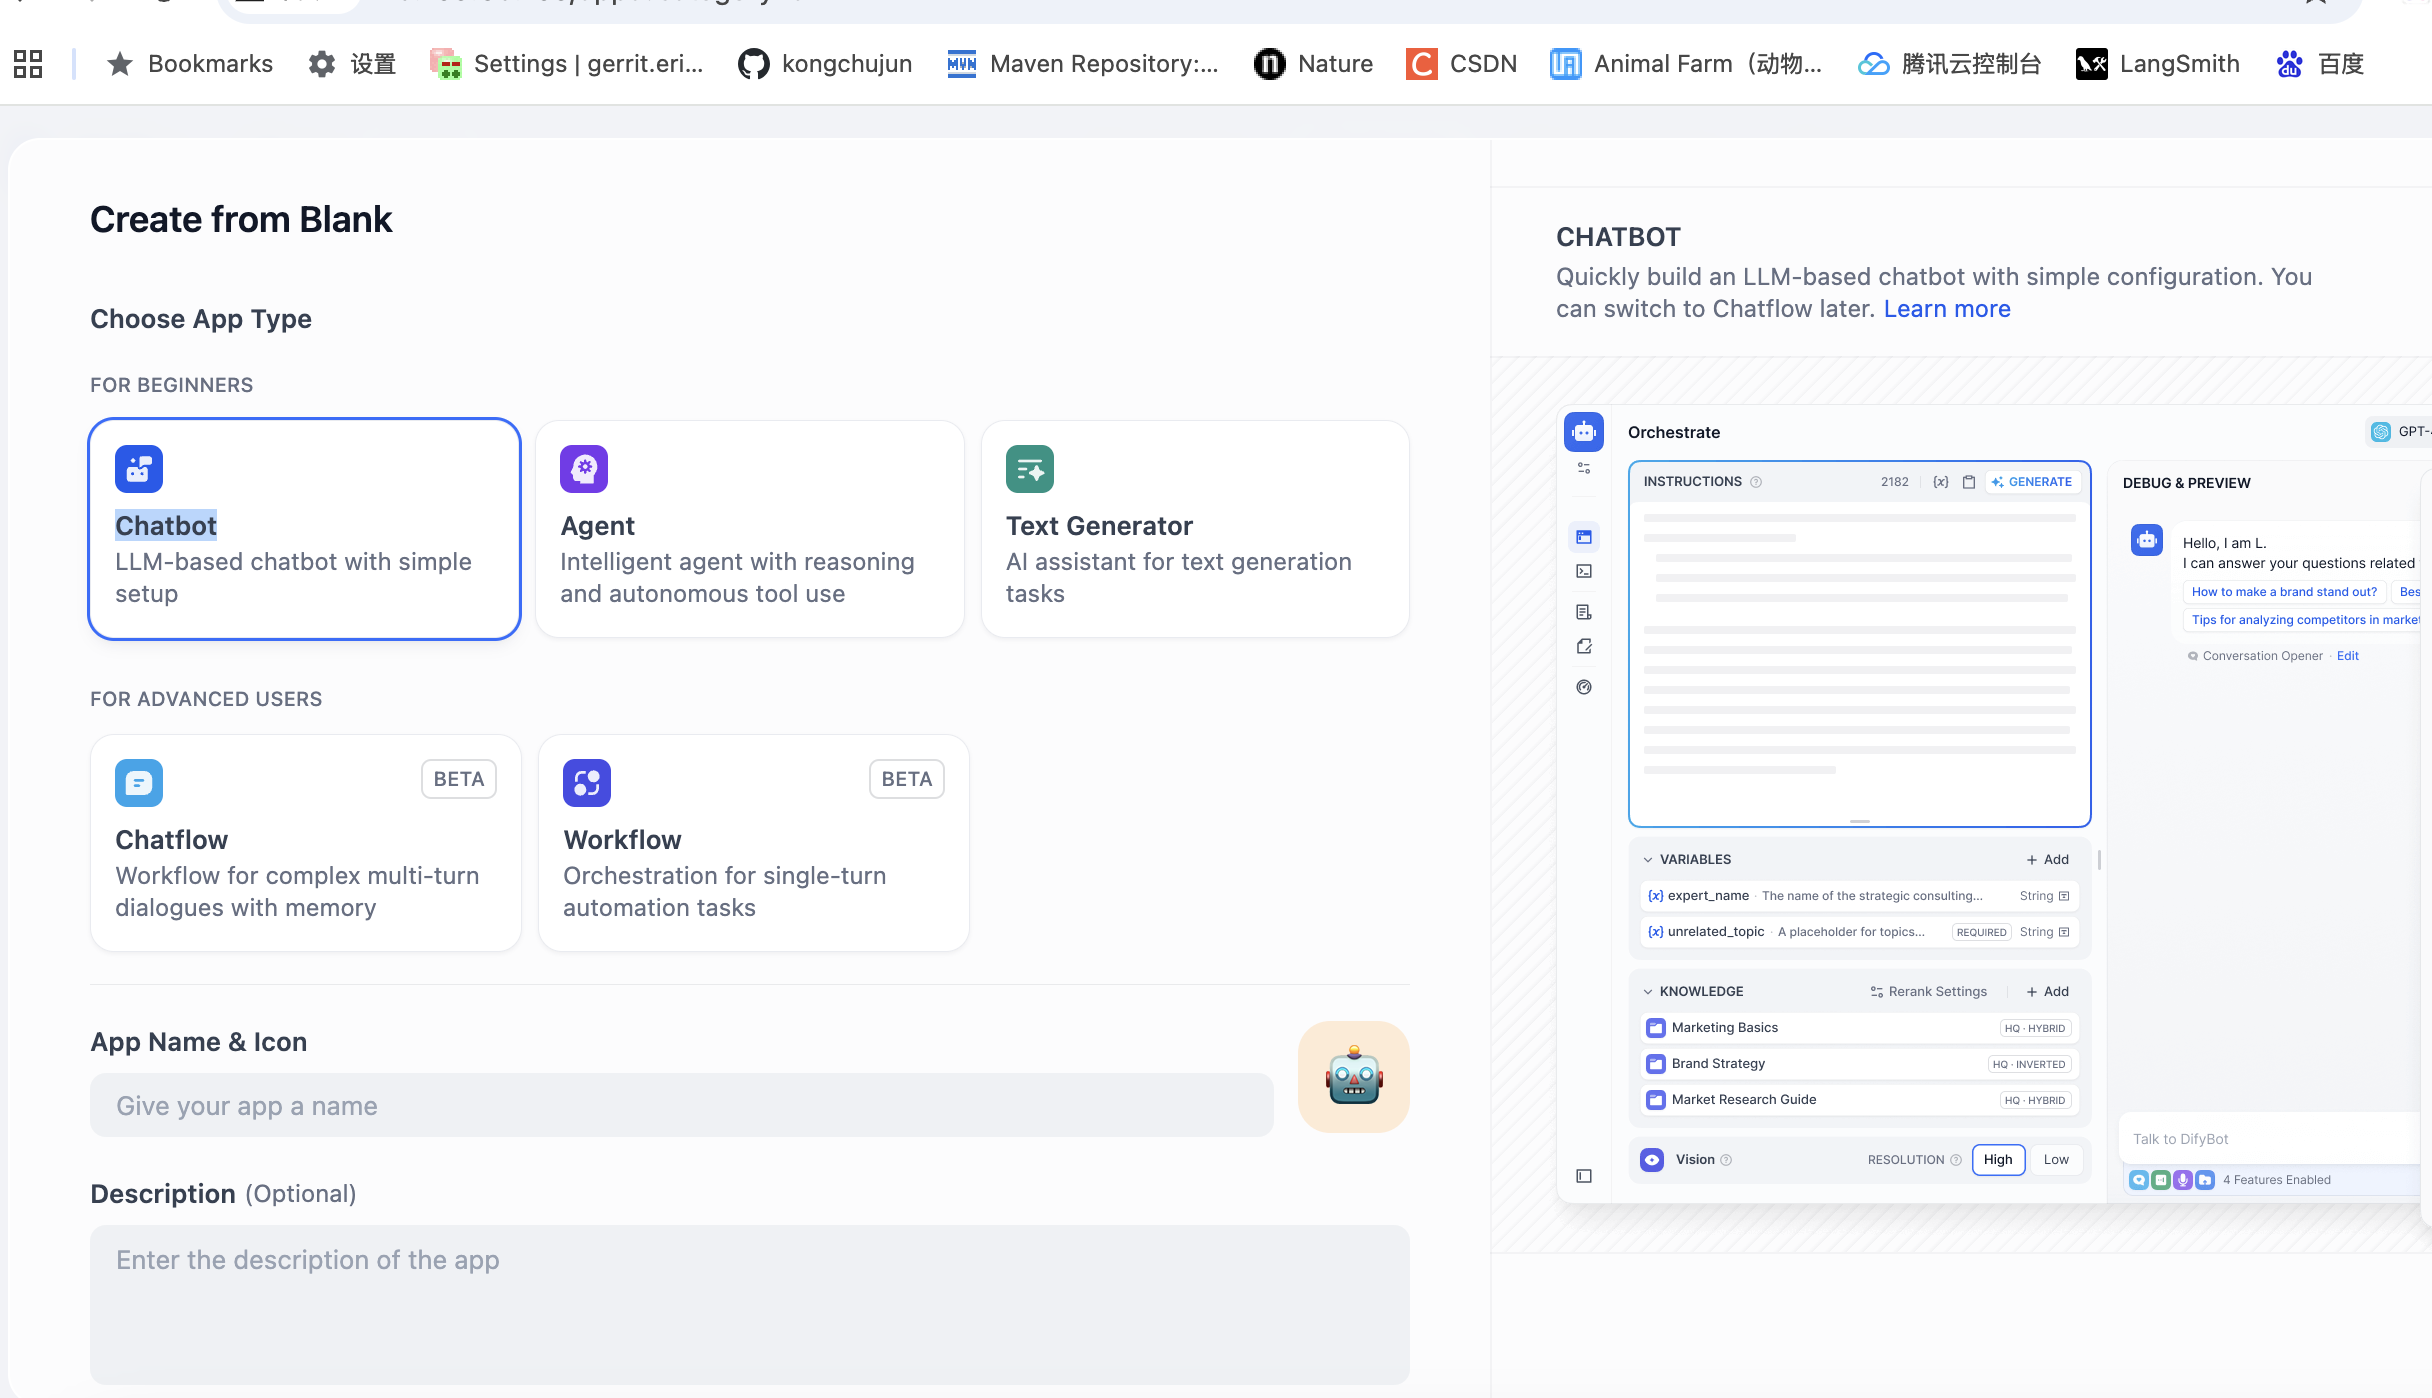 Bookmarks
设置
Settings | gerrit.eri...
kongchujun
Maven Repository:...
Nature
CSDN
Animal Farm（动物...
腾讯云控制台
LangSmith
百度
Create from Blank
Choose App Type
FOR BEGINNERS
Chatbot
LLM-based chatbot with simple
setup
Agent
Intelligent agent with reasoning
and autonomous tool use
Text Generator
AI assistant for text generation
tasks
FOR ADVANCED USERS
BETA
Chatflow
Workflow for complex multi-turn
dialogues with memory
BETA
Workflow
Orchestration for single-turn
automation tasks
App Name & Icon
Give your app a name
Description (Optional)
Enter the description of the app
CHATBOT
Quickly build an LLM-based chatbot with simple configuration. You
can switch to Chatflow later. Learn more
Orchestrate
GPT-
INSTRUCTIONS 2182 {x} GENERATE
VARIABLES + Add
{x} expert_name · The name of the strategic consulting... String
{x} unrelated_topic · A placeholder for topics... REQUIRED String
KNOWLEDGE Rerank Settings + Add
Marketing Basics HQ · HYBRID
Brand Strategy HQ · INVERTED
Market Research Guide HQ · HYBRID
Vision RESOLUTION High Low
DEBUG & PREVIEW
Hello, I am L.
I can answer your questions related
How to make a brand stand out? Bes
Tips for analyzing competitors in market
Conversation Opener · Edit
Talk to DifyBot
4 Features Enabled